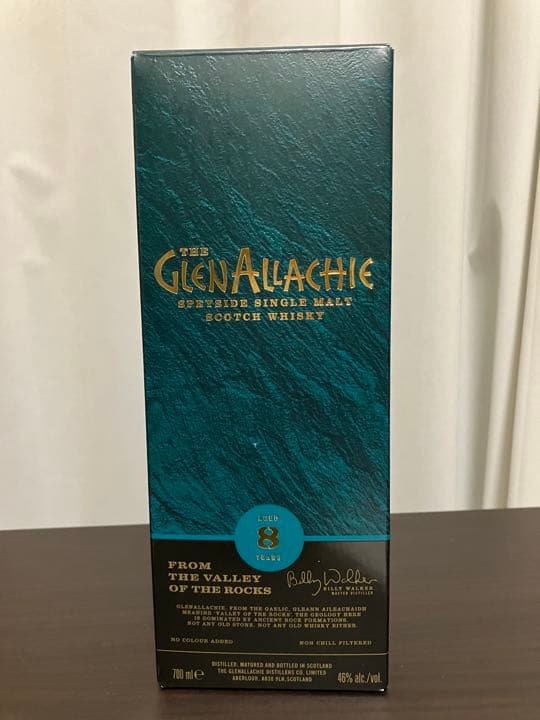 THE
GLENALLACHIE
SPEYSIDE SINGLE MALT
SCOTCH WHISKY
AGED
8
YEARS
FROM
THE VALLEY
OF THE ROCKS
Billy Walker
BILLY WALKER
MASTER DISTILLER
GLENALLACHIE, FROM THE GAELIC, GLEANN AILEACHAIDH
MEANING 'VALLEY OF THE ROCKS'. THE GEOLOGY HERE
IS DOMINATED BY ANCIENT ROCK FORMATIONS.
NOT ANY OLD STONE. NOT ANY OLD WHISKY EITHER.
NO COLOUR ADDED
NON CHILL FILTERED
DISTILLED, MATURED AND BOTTLED IN SCOTLAND
THE GLENALLACHIE DISTILLERS CO. LIMITED
ABERLOUR, AB38 9LR, SCOTLAND
700 ml ℮
46% alc./vol.